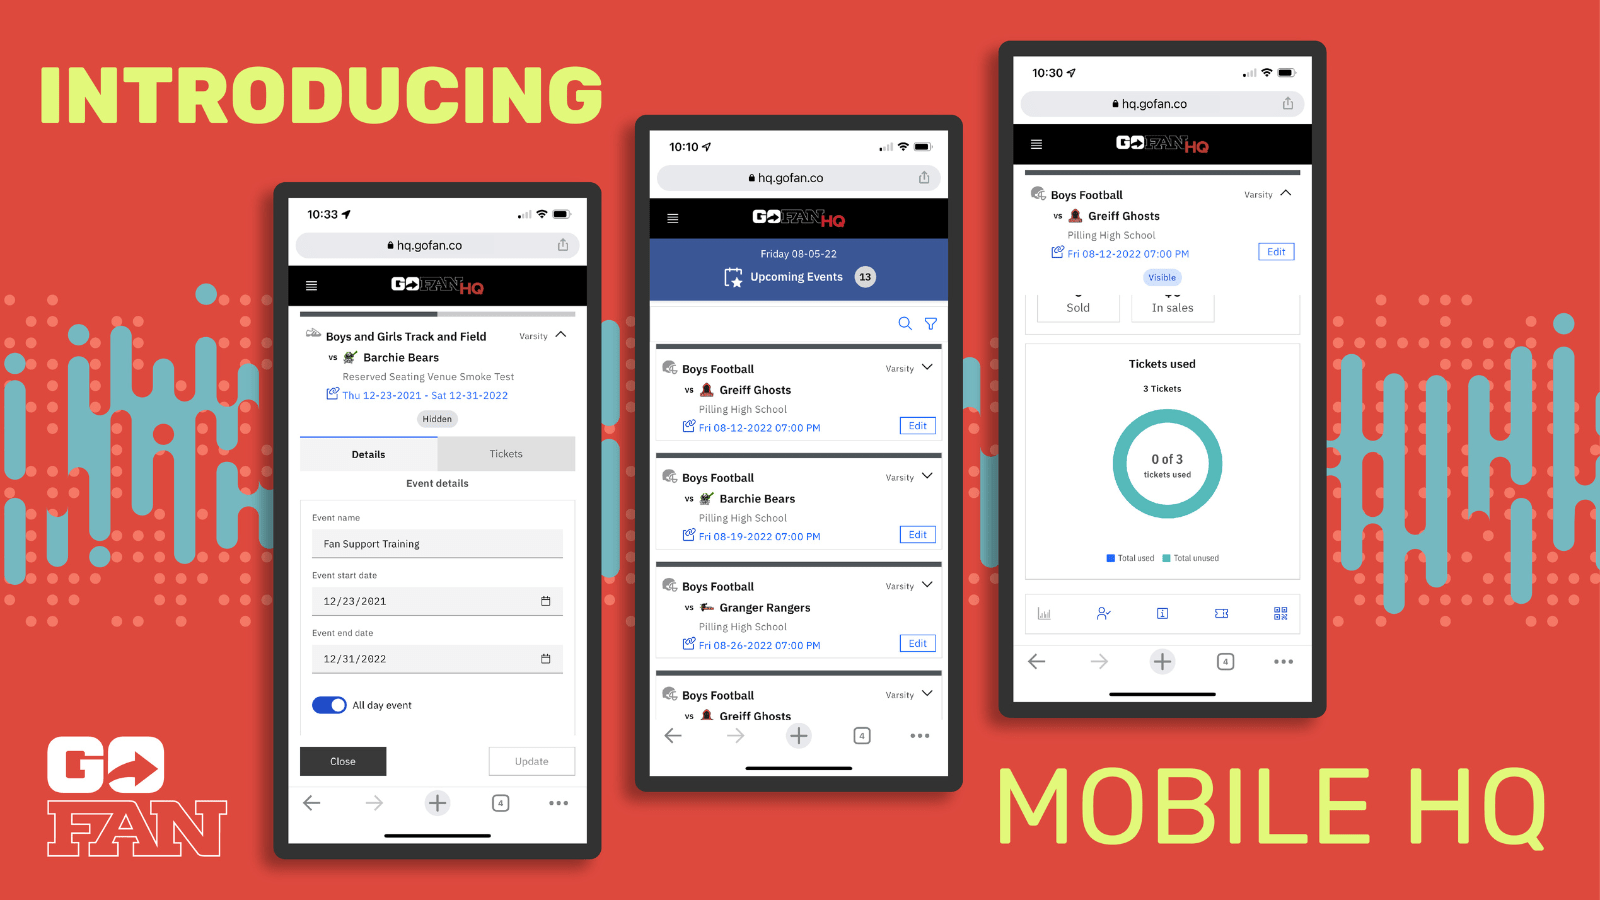 INTRODUCING
10:33
hq.gofan.co
GOFANHQ
Boys and Girls Track and Field
Varsity
vs Barchie Bears
Reserved Seating Venue Smoke Test
Thu 12-23-2021 - Sat 12-31-2022
Hidden
Details
Tickets
Event details
Event name
Fan Support Training
Event start date
12/23/2021
Event end date
12/31/2022
All day event
Close
Update
4
10:10
hq.gofan.co
GOFANHQ
Friday 08-05-22
Upcoming Events 13
Boys Football
Varsity
vs Greiff Ghosts
Pilling High School
Fri 08-12-2022 07:00 PM
Edit
Boys Football
Varsity
vs Barchie Bears
Pilling High School
Fri 08-19-2022 07:00 PM
Edit
Boys Football
Varsity
vs Granger Rangers
Pilling High School
Fri 08-26-2022 07:00 PM
Edit
Boys Football
Varsity
vs Greiff Ghosts
4
10:30
hq.gofan.co
GOFANHQ
Boys Football
Varsity
vs Greiff Ghosts
Pilling High School
Fri 08-12-2022 07:00 PM
Edit
Visible
Sold
In sales
Tickets used
3 Tickets
0 of 3
tickets used
Total used
Total unused
4
GO
FAN
MOBILE HQ